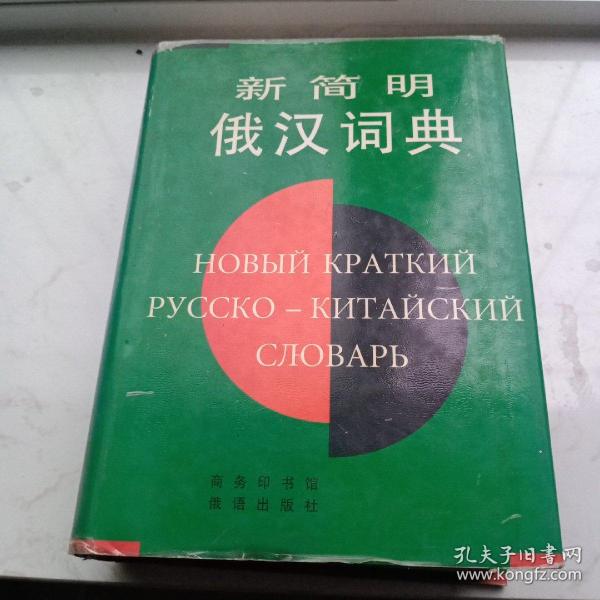 新简明
俄汉词典
НОВЫЙ КРАТКИЙ
РУССКО – КИТАЙСКИЙ
СЛОВАРЬ
商务印书馆
俄语出版社
孔夫子旧书网
www.kongfz.com